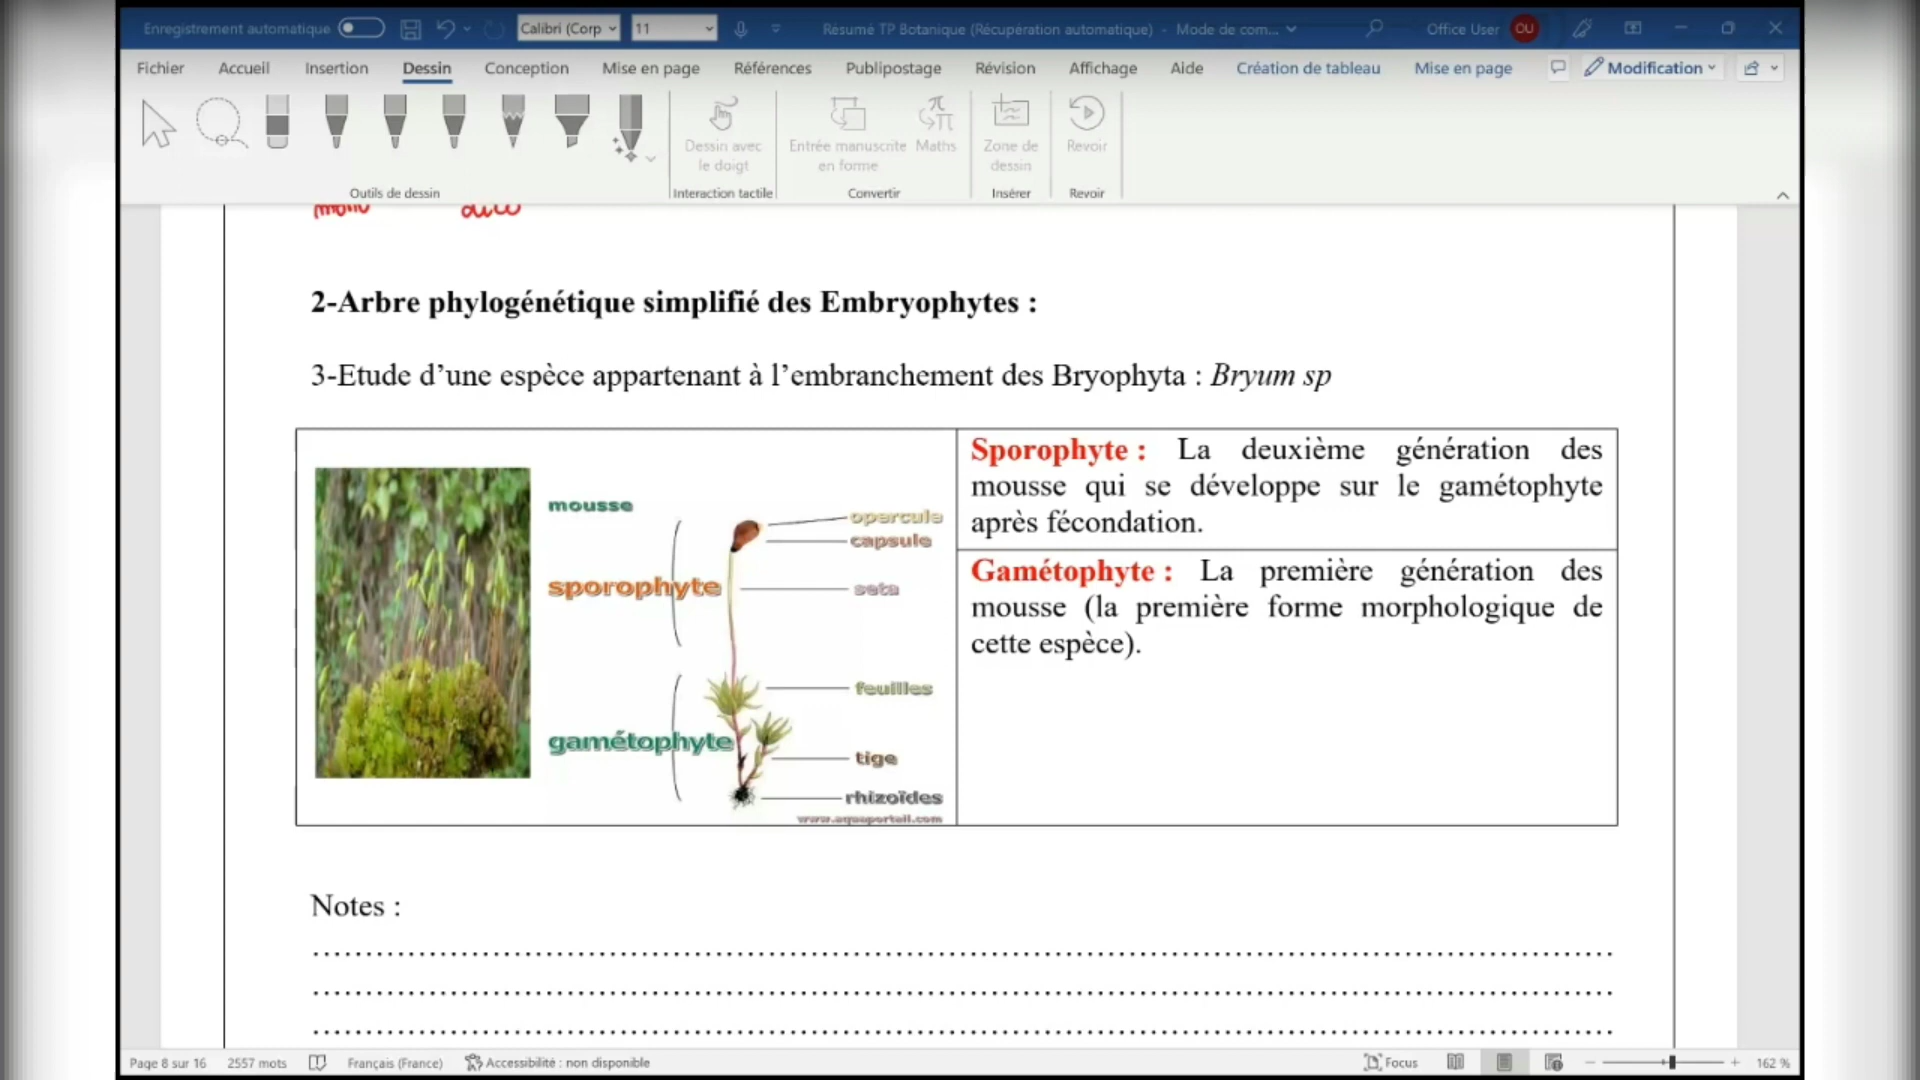 Enregistrement automatique
Calibri (Corp
11
Résumé TP Botanique (Récupération automatique) - Mode de com...
Office User
OU
Fichier
Accueil
Insertion
Dessin
Conception
Mise en page
Références
Publipostage
Révision
Affichage
Aide
Création de tableau
Mise en page
Modification
Dessin avec
le doigt
Entrée manuscrite
en forme
Maths
Zone de
dessin
Revoir
Outils de dessin
Interaction tactile
Convertir
Insérer
Revoir
2-Arbre phylogénétique simplifié des Embryophytes :
3-Etude d’une espèce appartenant à l’embranchement des Bryophyta : Bryum sp
mousse
opercule
capsule
sporophyte
seta
feuilles
gamétophyte
tige
rhizoïdes
www.aquaportail.com
Sporophyte : La deuxième génération des
mousse qui se développe sur le gamétophyte
après fécondation.
Gamétophyte : La première génération des
mousse (la première forme morphologique de
cette espèce).
Notes :
Page 8 sur 16
2557 mots
Français (France)
Accessibilité : non disponible
Focus
162 %